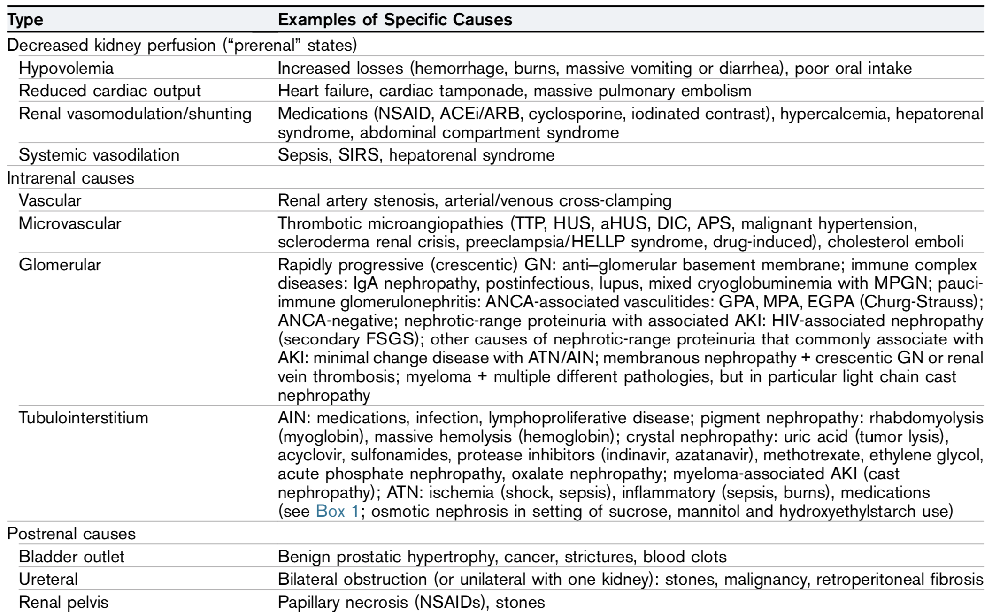 Type Examples of Specific Causes
Decreased kidney perfusion (“prerenal” states)
Hypovolemia Increased losses (hemorrhage, burns, massive vomiting or diarrhea), poor oral intake
Reduced cardiac output Heart failure, cardiac tamponade, massive pulmonary embolism
Renal vasomodulation/shunting Medications (NSAID, ACEi/ARB, cyclosporine, iodinated contrast), hypercalcemia, hepatorenal
syndrome, abdominal compartment syndrome
Systemic vasodilation Sepsis, SIRS, hepatorenal syndrome
Intrarenal causes
Vascular Renal artery stenosis, arterial/venous cross-clamping
Microvascular Thrombotic microangiopathies (TTP, HUS, aHUS, DIC, APS, malignant hypertension,
scleroderma renal crisis, preeclampsia/HELLP syndrome, drug-induced), cholesterol emboli
Glomerular Rapidly progressive (crescentic) GN: anti–glomerular basement membrane; immune complex
diseases: IgA nephropathy, postinfectious, lupus, mixed cryoglobuminemia with MPGN; pauci-
immune glomerulonephritis: ANCA-associated vasculitides: GPA, MPA, EGPA (Churg-Strauss);
ANCA-negative; nephrotic-range proteinuria with associated AKI: HIV-associated nephropathy
(secondary FSGS); other causes of nephrotic-range proteinuria that commonly associate with
AKI: minimal change disease with ATN/AIN; membranous nephropathy + crescentic GN or renal
vein thrombosis; myeloma + multiple different pathologies, but in particular light chain cast
nephropathy
Tubulointerstitium AIN: medications, infection, lymphoproliferative disease; pigment nephropathy: rhabdomyolysis
(myoglobin), massive hemolysis (hemoglobin); crystal nephropathy: uric acid (tumor lysis),
acyclovir, sulfonamides, protease inhibitors (indinavir, azatanavir), methotrexate, ethylene glycol,
acute phosphate nephropathy, oxalate nephropathy; myeloma-associated AKI (cast
nephropathy); ATN: ischemia (shock, sepsis), inflammatory (sepsis, burns), medications
(see Box 1; osmotic nephrosis in setting of sucrose, mannitol and hydroxyethylstarch use)
Postrenal causes
Bladder outlet Benign prostatic hypertrophy, cancer, strictures, blood clots
Ureteral Bilateral obstruction (or unilateral with one kidney): stones, malignancy, retroperitoneal fibrosis
Renal pelvis Papillary necrosis (NSAIDs), stones